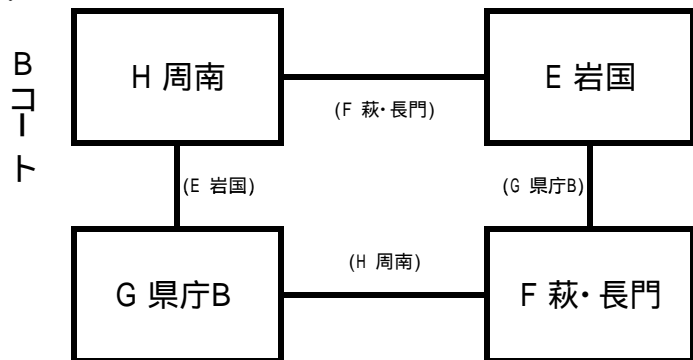 Bコート
H 周南
E 岩国
(F 萩・長門)
(E 岩国)
(G 県庁B)
(H 周南)
G 県庁B
F 萩・長門